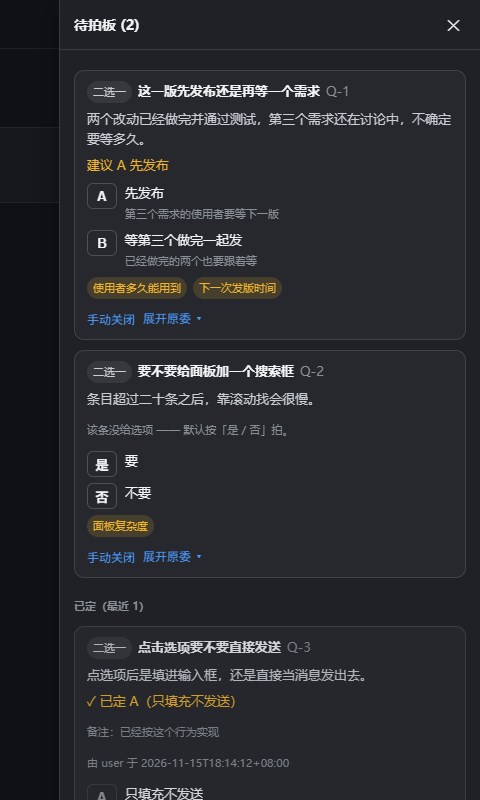 待拍板 (2)
二选一 这一版先发布还是再等一个需求 Q-1
两个改动已经做完并通过测试，第三个需求还在讨论中，不确定
要等多久。
建议 A 先发布
A 先发布
第三个需求的使用者要等下一版
B 等第三个做完一起发
已经做完的两个也要跟着等
使用者多久能用到 下一次发版时间
手动关闭 展开原委
二选一 要不要给面板加一个搜索框 Q-2
条目超过二十条之后，靠滚动找会很慢。
该条没给选项 —— 默认按「是 / 否」拍。
是 要
否 不要
面板复杂度
手动关闭 展开原委
已定（最近 1）
二选一 点击选项要不要直接发送 Q-3
点选项后是填进输入框，还是直接当消息发出去。
✓ 已定 A（只填充不发送）
备注：已经按这个行为实现
由 user 于 2026-11-15T18:14:12+08:00
A 只填充不发送